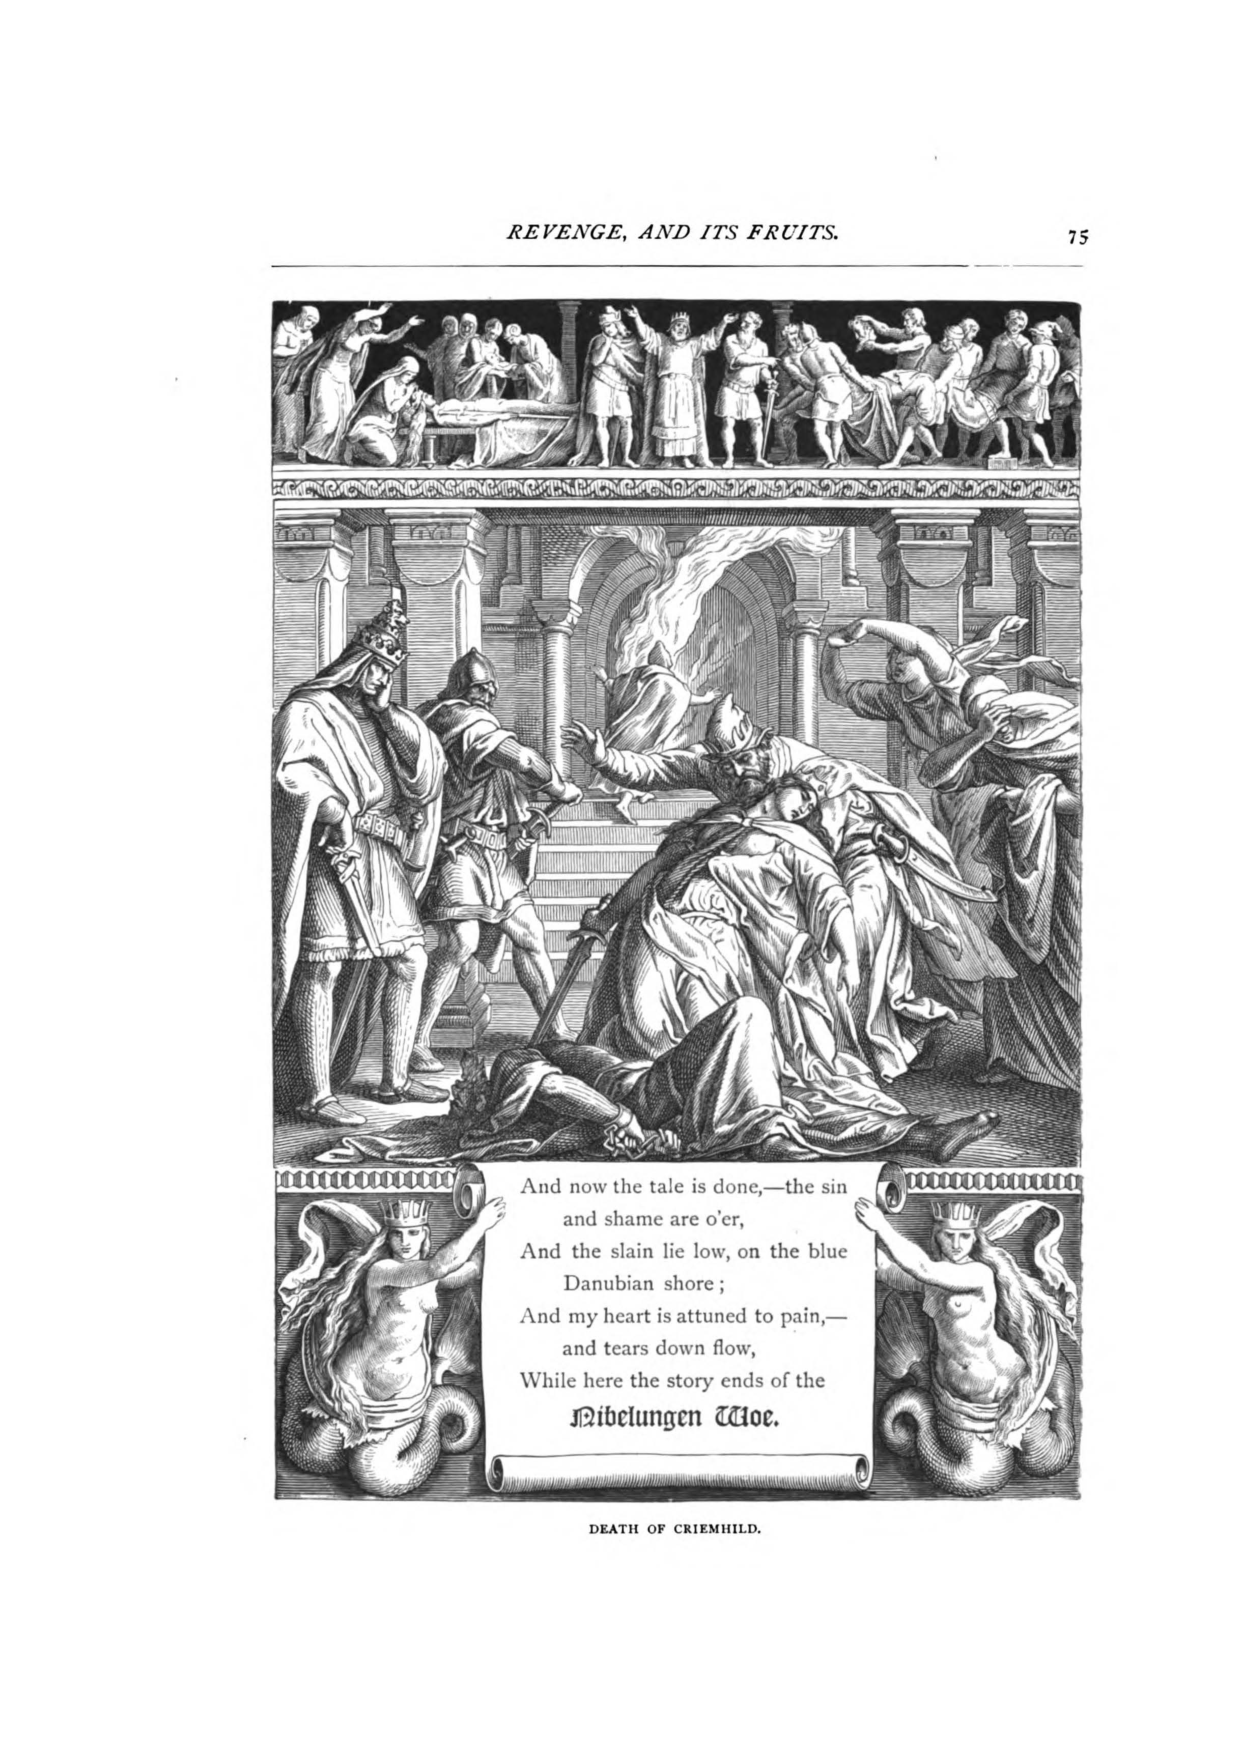 REVENGE, AND ITS FRUITS.
75
And now the tale is done,—the sin
and shame are o'er,
And the slain lie low, on the blue
Danubian shore ;
And my heart is attuned to pain,—
and tears down flow,
While here the story ends of the
Nibelungen Woe.
DEATH OF CRIEMHILD.